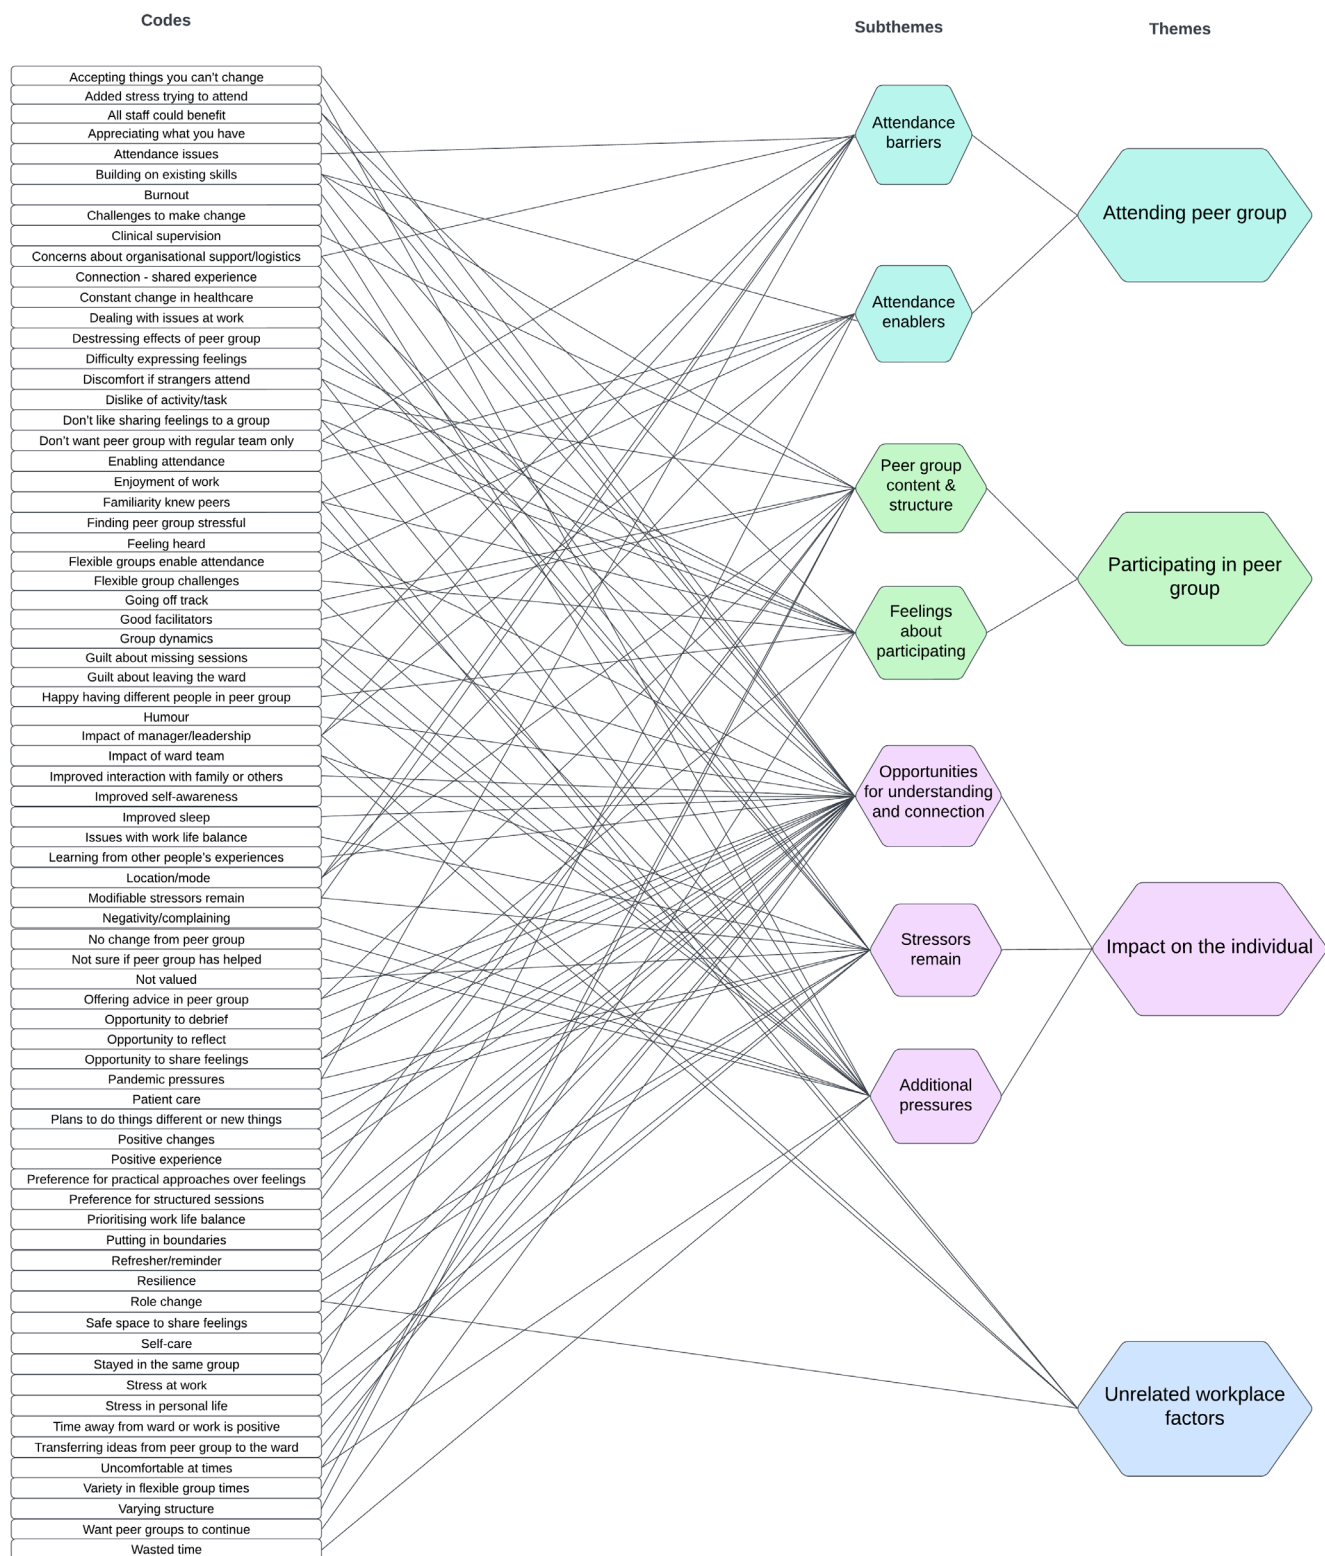 Codes
Subthemes
Themes
Accepting things you can't change
Added stress trying to attend
All staff could benefit
Appreciating what you have
Attendance issues
Building on existing skills
Burnout
Challenges to make change
Clinical supervision
Concerns about organisational support/logistics
Connection - shared experience
Constant change in healthcare
Dealing with issues at work
Destressing effects of peer group
Difficulty expressing feelings
Discomfort if strangers attend
Dislike of activity/task
Don't like sharing feelings to a group
Don't want peer group with regular team only
Enabling attendance
Enjoyment of work
Familiarity knew peers
Finding peer group stressful
Feeling heard
Flexible groups enable attendance
Flexible group challenges
Going off track
Good facilitators
Group dynamics
Guilt about missing sessions
Guilt about leaving the ward
Happy having different people in peer group
Humour
Impact of manager/leadership
Impact of ward team
Improved interaction with family or others
Improved self-awareness
Improved sleep
Issues with work life balance
Learning from other people's experiences
Location/mode
Modifiable stressors remain
Negativity/complaining
No change from peer group
Not sure if peer group has helped
Not valued
Offering advice in peer group
Opportunity to debrief
Opportunity to reflect
Opportunity to share feelings
Pandemic pressures
Patient care
Plans to do things different or new things
Positive changes
Positive experience
Preference for practical approaches over feelings
Preference for structured sessions
Prioritising work life balance
Putting in boundaries
Refresher/reminder
Resilience
Role change
Safe space to share feelings
Self-care
Stayed in the same group
Stress at work
Stress in personal life
Time away from ward or work is positive
Transferring ideas from peer group to the ward
Uncomfortable at times
Variety in flexible group times
Varying structure
Want peer groups to continue
Wasted time
Attendance
barriers
Attendance
enablers
Peer group
content &
structure
Feelings
about
participating
Opportunities
for understanding
and connection
Stressors
remain
Additional
pressures
Attending peer group
Participating in peer
group
Impact on the individual
Unrelated workplace
factors